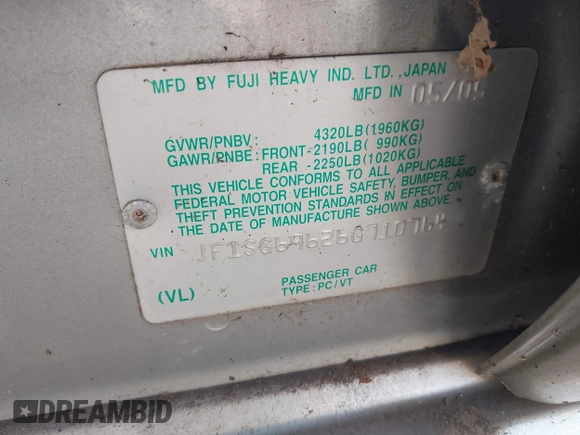 MFD BY FUJI HEAVY IND. LTD., JAPAN
MFD IN 05/05
GVWR/PNBV: 4320LB(1960KG)
GAWR/PNBE: FRONT-2190LB( 990KG)
REAR -2250LB(1020KG)
THIS VEHICLE CONFORMS TO ALL APPLICABLE
FEDERAL MOTOR VEHICLE SAFETY, BUMPER, AND
THEFT PREVENTION STANDARDS IN EFFECT ON
THE DATE OF MANUFACTURE SHOWN ABOVE.
VIN
PASSENGER CAR
(VL) TYPE:PC/VT
DREAMBID